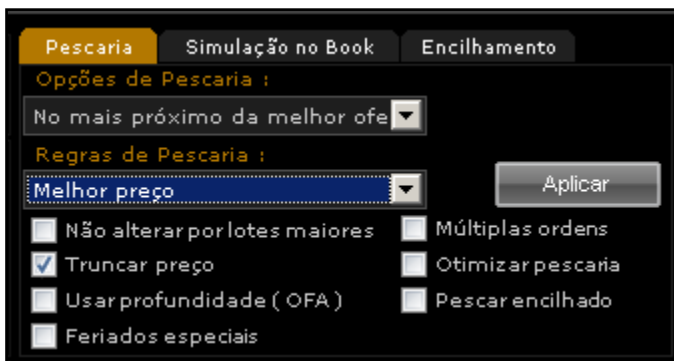 Pescaria Simulação no Book Encilhamento
Opções de Pescaria :
No mais próximo da melhor ofe
Regras de Pescaria :
Melhor preço
Aplicar
Não alterar por lotes maiores Múltiplas ordens
Truncar preço Otimizar pescaria
Usar profundidade ( OFA ) Pescar encilhado
Feriados especiais